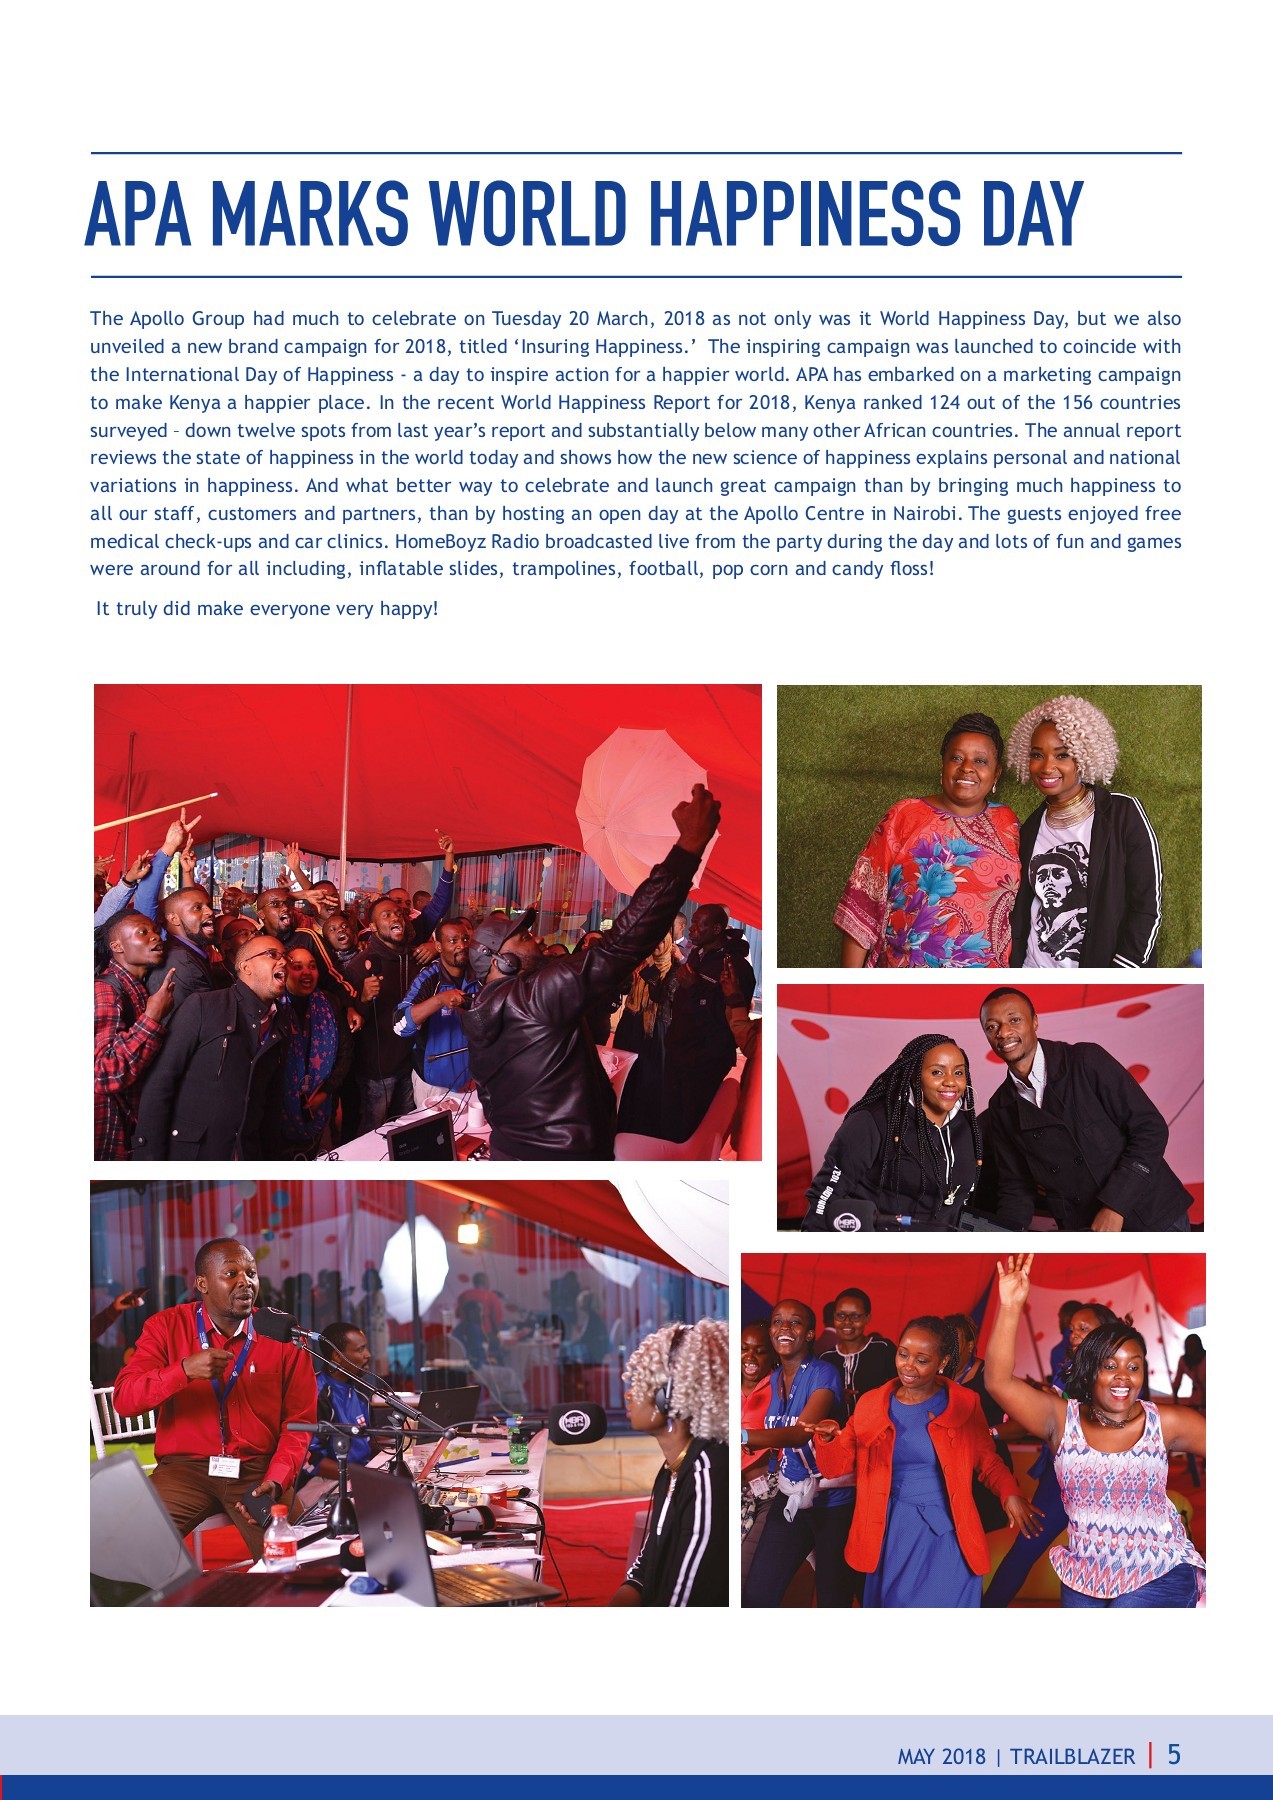 APA MARKS WORLD HAPPINESS DAY
The Apollo Group had much to celebrate on Tuesday 20 March, 2018 as not only was it World Happiness Day, but we also
unveiled a new brand campaign for 2018, titled ‘Insuring Happiness.’ The inspiring campaign was launched to coincide with
the International Day of Happiness - a day to inspire action for a happier world. APA has embarked on a marketing campaign
to make Kenya a happier place. In the recent World Happiness Report for 2018, Kenya ranked 124 out of the 156 countries
surveyed – down twelve spots from last year’s report and substantially below many other African countries. The annual report
reviews the state of happiness in the world today and shows how the new science of happiness explains personal and national
variations in happiness. And what better way to celebrate and launch great campaign than by bringing much happiness to
all our staff, customers and partners, than by hosting an open day at the Apollo Centre in Nairobi. The guests enjoyed free
medical check-ups and car clinics. HomeBoyz Radio broadcasted live from the party during the day and lots of fun and games
were around for all including, inflatable slides, trampolines, football, pop corn and candy floss!
It truly did make everyone very happy!
HBR
HBR
MAY 2018 | TRAILBLAZER | 5